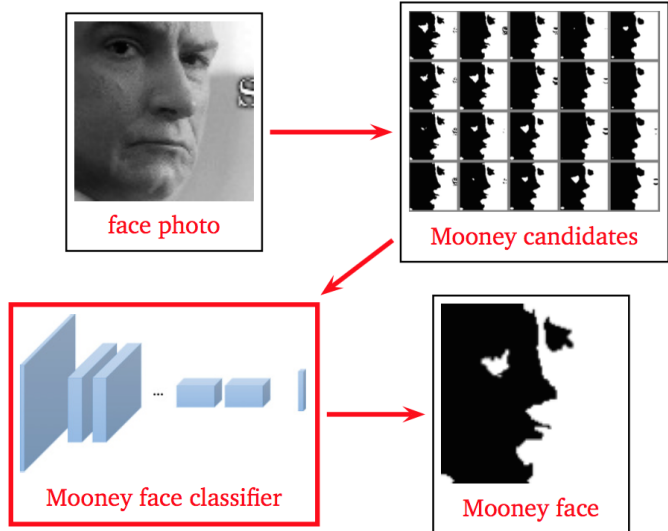 S
face photo
Mooney candidates
...
Mooney face classifier
Mooney face